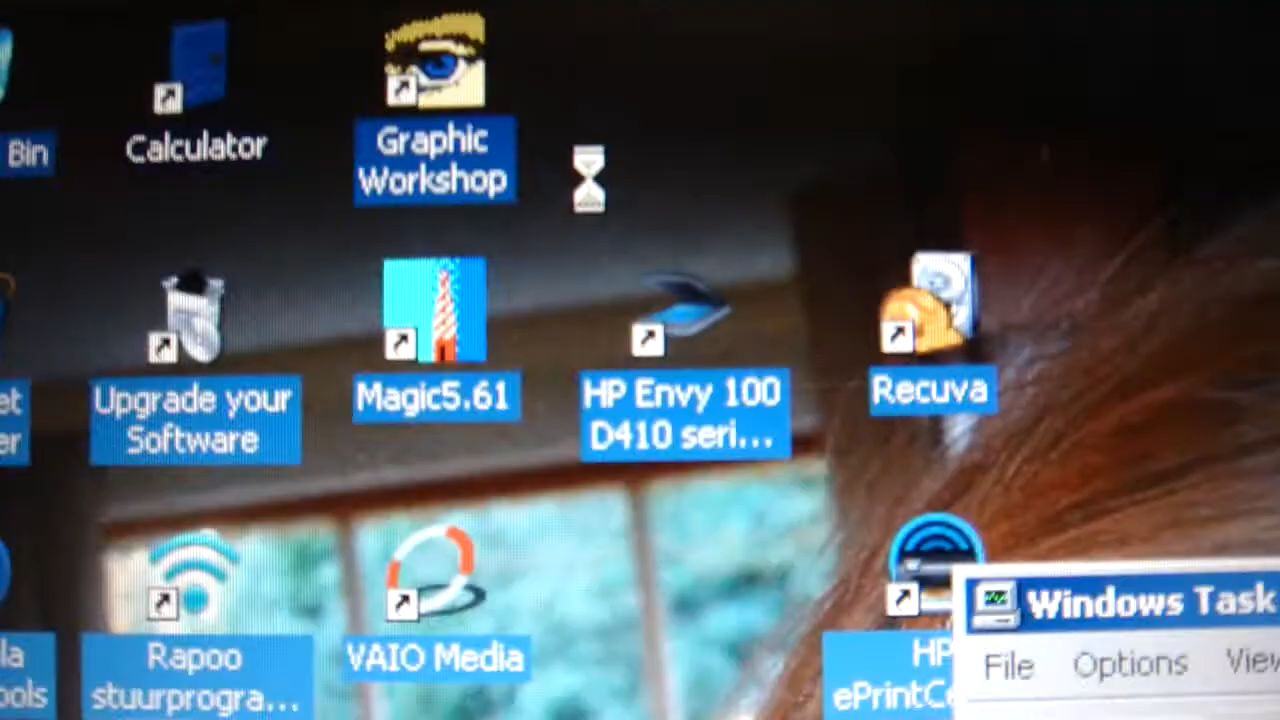 Bin
Calculator
Graphic
Workshop
et
er
Upgrade your
Software
Magic5.61
HP Envy 100
D410 seri...
Recuva
la
ools
Rapoo
stuurprogra...
VAIO Media
HP
ePrintCe
Windows Task
File Options View